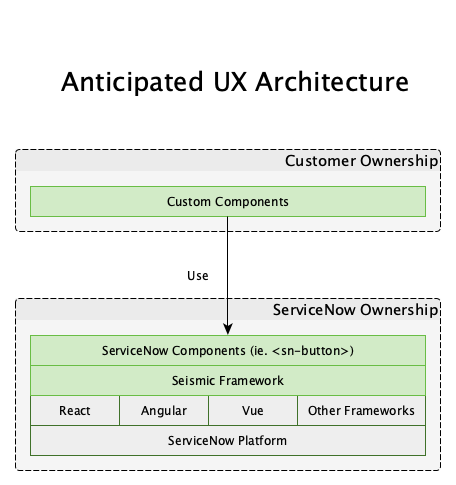 Anticipated UX Architecture
Customer Ownership
Custom Components
Use
ServiceNow Ownership
ServiceNow Components (ie. <sn-button>)
Seismic Framework
React Angular Vue Other Frameworks
ServiceNow Platform